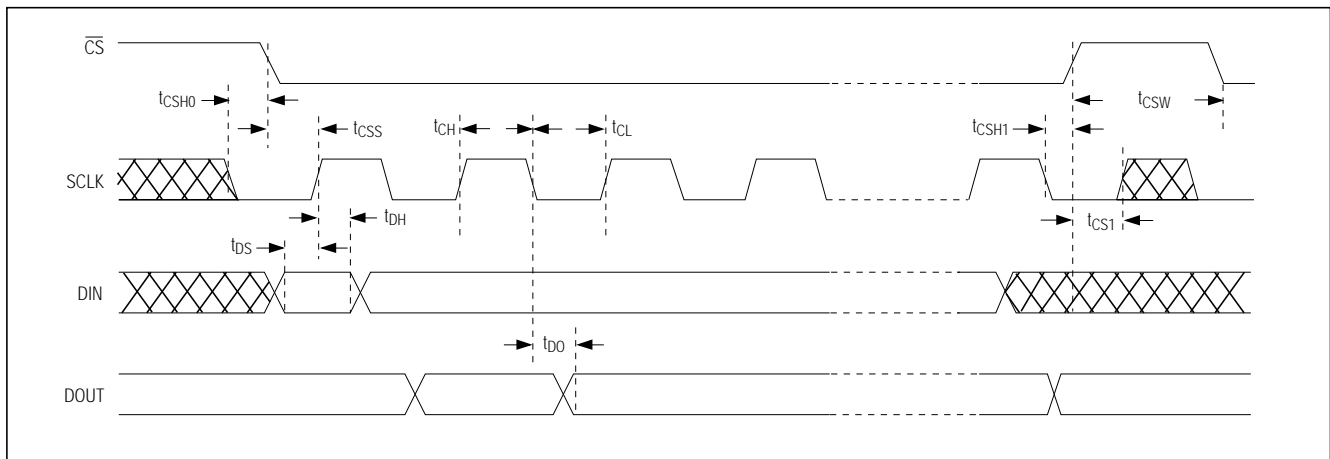 CS
tCSH0
tCSS
tCH
tCL
tCSH1
tCSW
SCLK
tDH
tCS1
tDS
DIN
tDO
DOUT